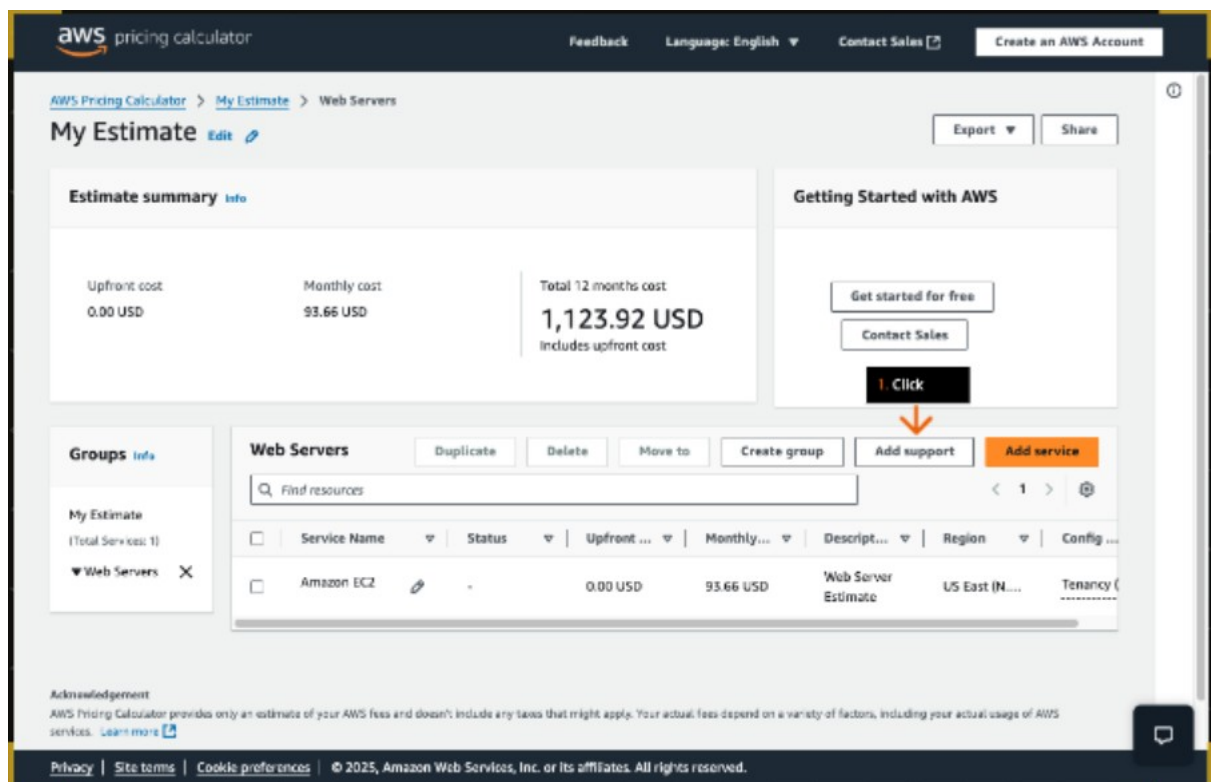 aws pricing calculator
Feedback Language: English Contact Sales Create an AWS Account
AWS Pricing Calculator > My Estimate > Web Servers
My Estimate Edit
Export Share
Estimate summary Info
Getting Started with AWS
Upfront cost Monthly cost Total 12 months cost
0.00 USD 93.66 USD 1,123.92 USD
Includes upfront cost
Get started for free
Contact Sales
1. Click
Groups Info
Web Servers Duplicate Delete Move to Create group Add support Add service
Find resources
< 1 >
My Estimate
(Total Services: 1)
Web Servers
Service Name Status Upfront ... Monthly... Descript... Region Config ...
Amazon EC2 - 0.00 USD 93.66 USD Web Server Estimate US East (N.... Tenancy (
Acknowledgement
AWS Pricing Calculator provides only an estimate of your AWS fees and doesn't include any taxes that might apply. Your actual fees depend on a variety of factors, including your actual usage of AWS
services. Learn more
Privacy | Site terms | Cookie preferences | © 2025, Amazon Web Services, Inc. or its affiliates. All rights reserved.